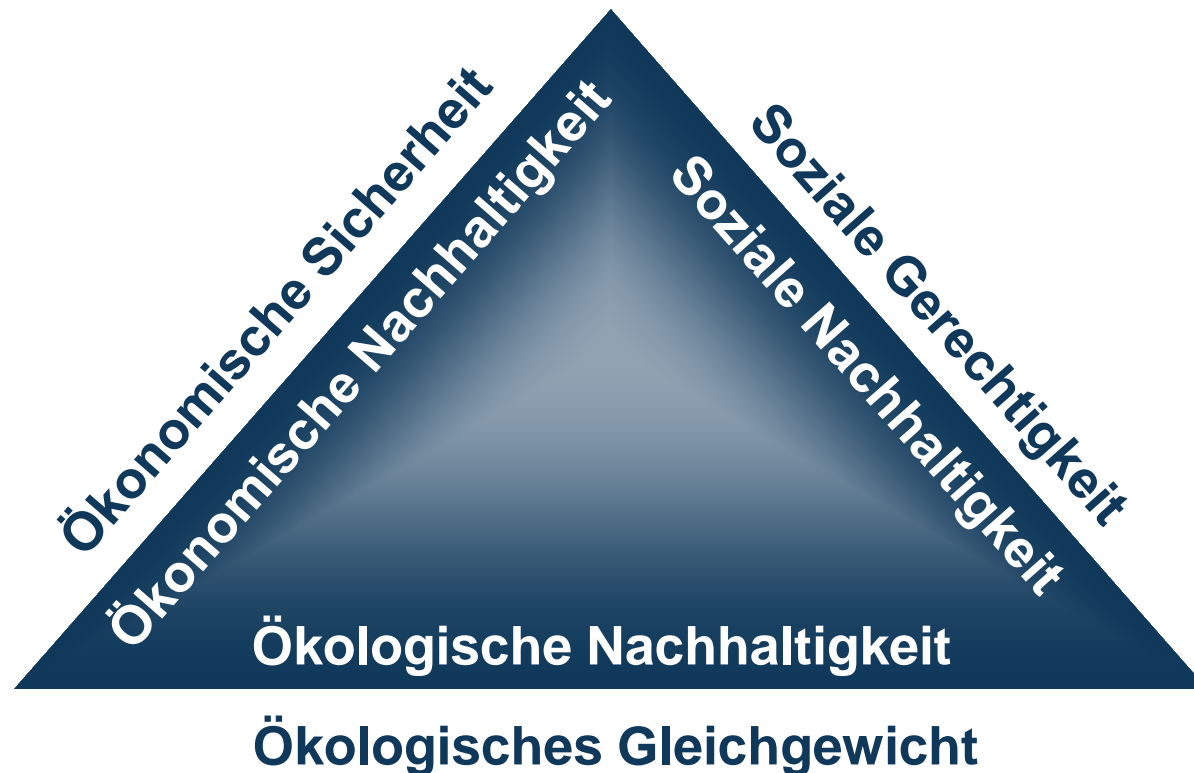 Ökonomische Sicherheit
Ökonomische Nachhaltigkeit
Soziale Gerechtigkeit
Soziale Nachhaltigkeit
Ökologische Nachhaltigkeit
Ökologisches Gleichgewicht